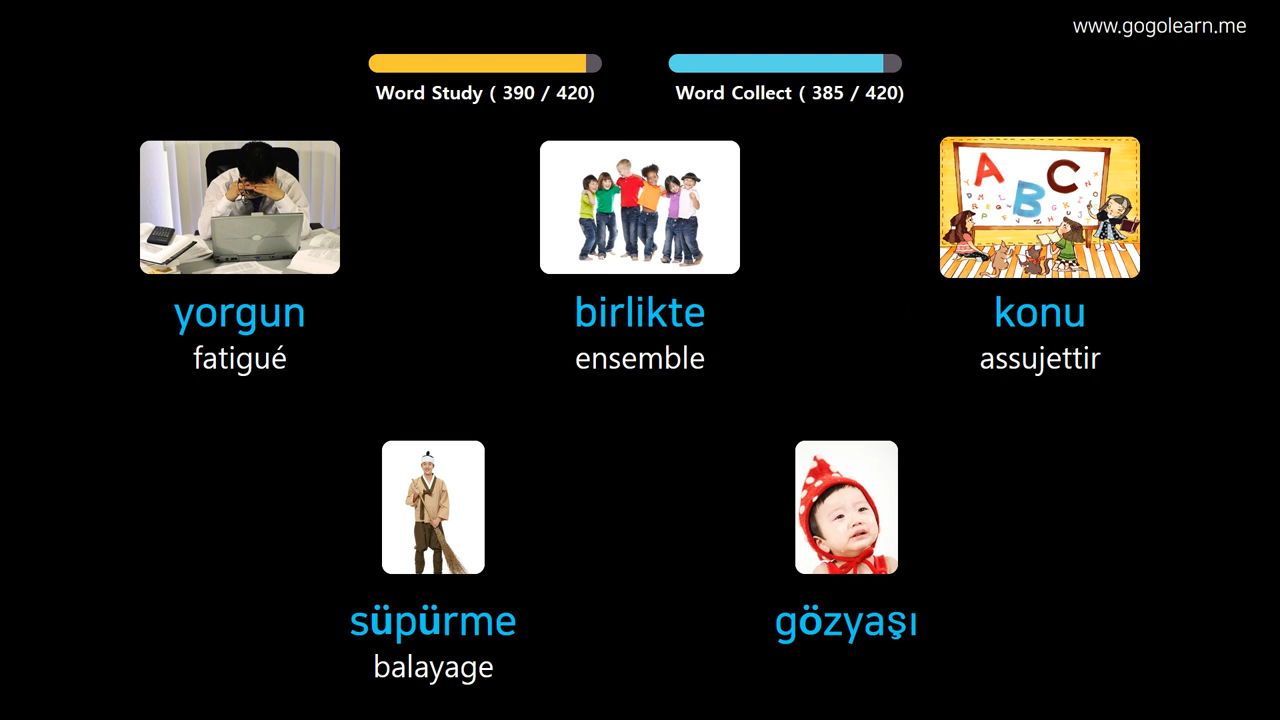 www.gogolearn.me
Word Study ( 390 / 420)
Word Collect ( 385 / 420)
A B C
yorgun
birlikte
konu
fatigué
ensemble
assujettir
süpürme
gözyaşı
balayage